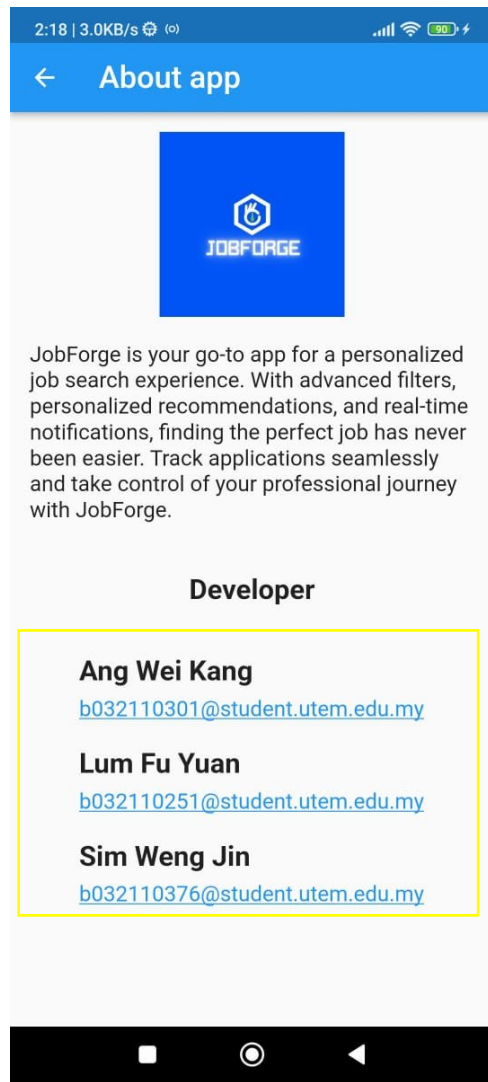 2:18 | 3.0KB/s
90
About app
JOBFORGE
JobForge is your go-to app for a personalized
job search experience. With advanced filters,
personalized recommendations, and real-time
notifications, finding the perfect job has never
been easier. Track applications seamlessly
and take control of your professional journey
with JobForge.
Developer
Ang Wei Kang
b032110301@student.utem.edu.my
Lum Fu Yuan
b032110251@student.utem.edu.my
Sim Weng Jin
b032110376@student.utem.edu.my